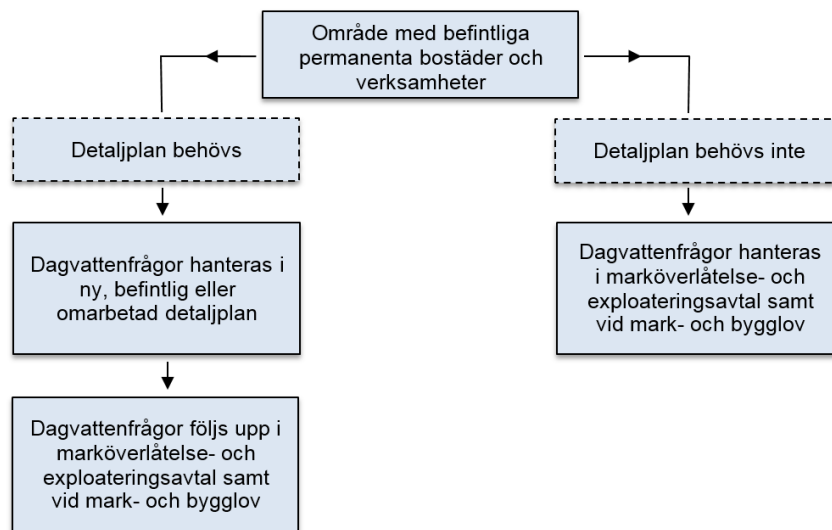 Område med befintliga
permanenta bostäder och
verksamheter
Detaljplan behövs
Detaljplan behövs inte
Dagvattenfrågor hanteras i
ny, befintlig eller
omarbetad detaljplan
Dagvattenfrågor hanteras
i marköverlåtelse- och
exploateringsavtal samt
vid mark- och bygglov
Dagvattenfrågor följs upp i
marköverlåtelse- och
exploateringsavtal samt
vid mark- och bygglov